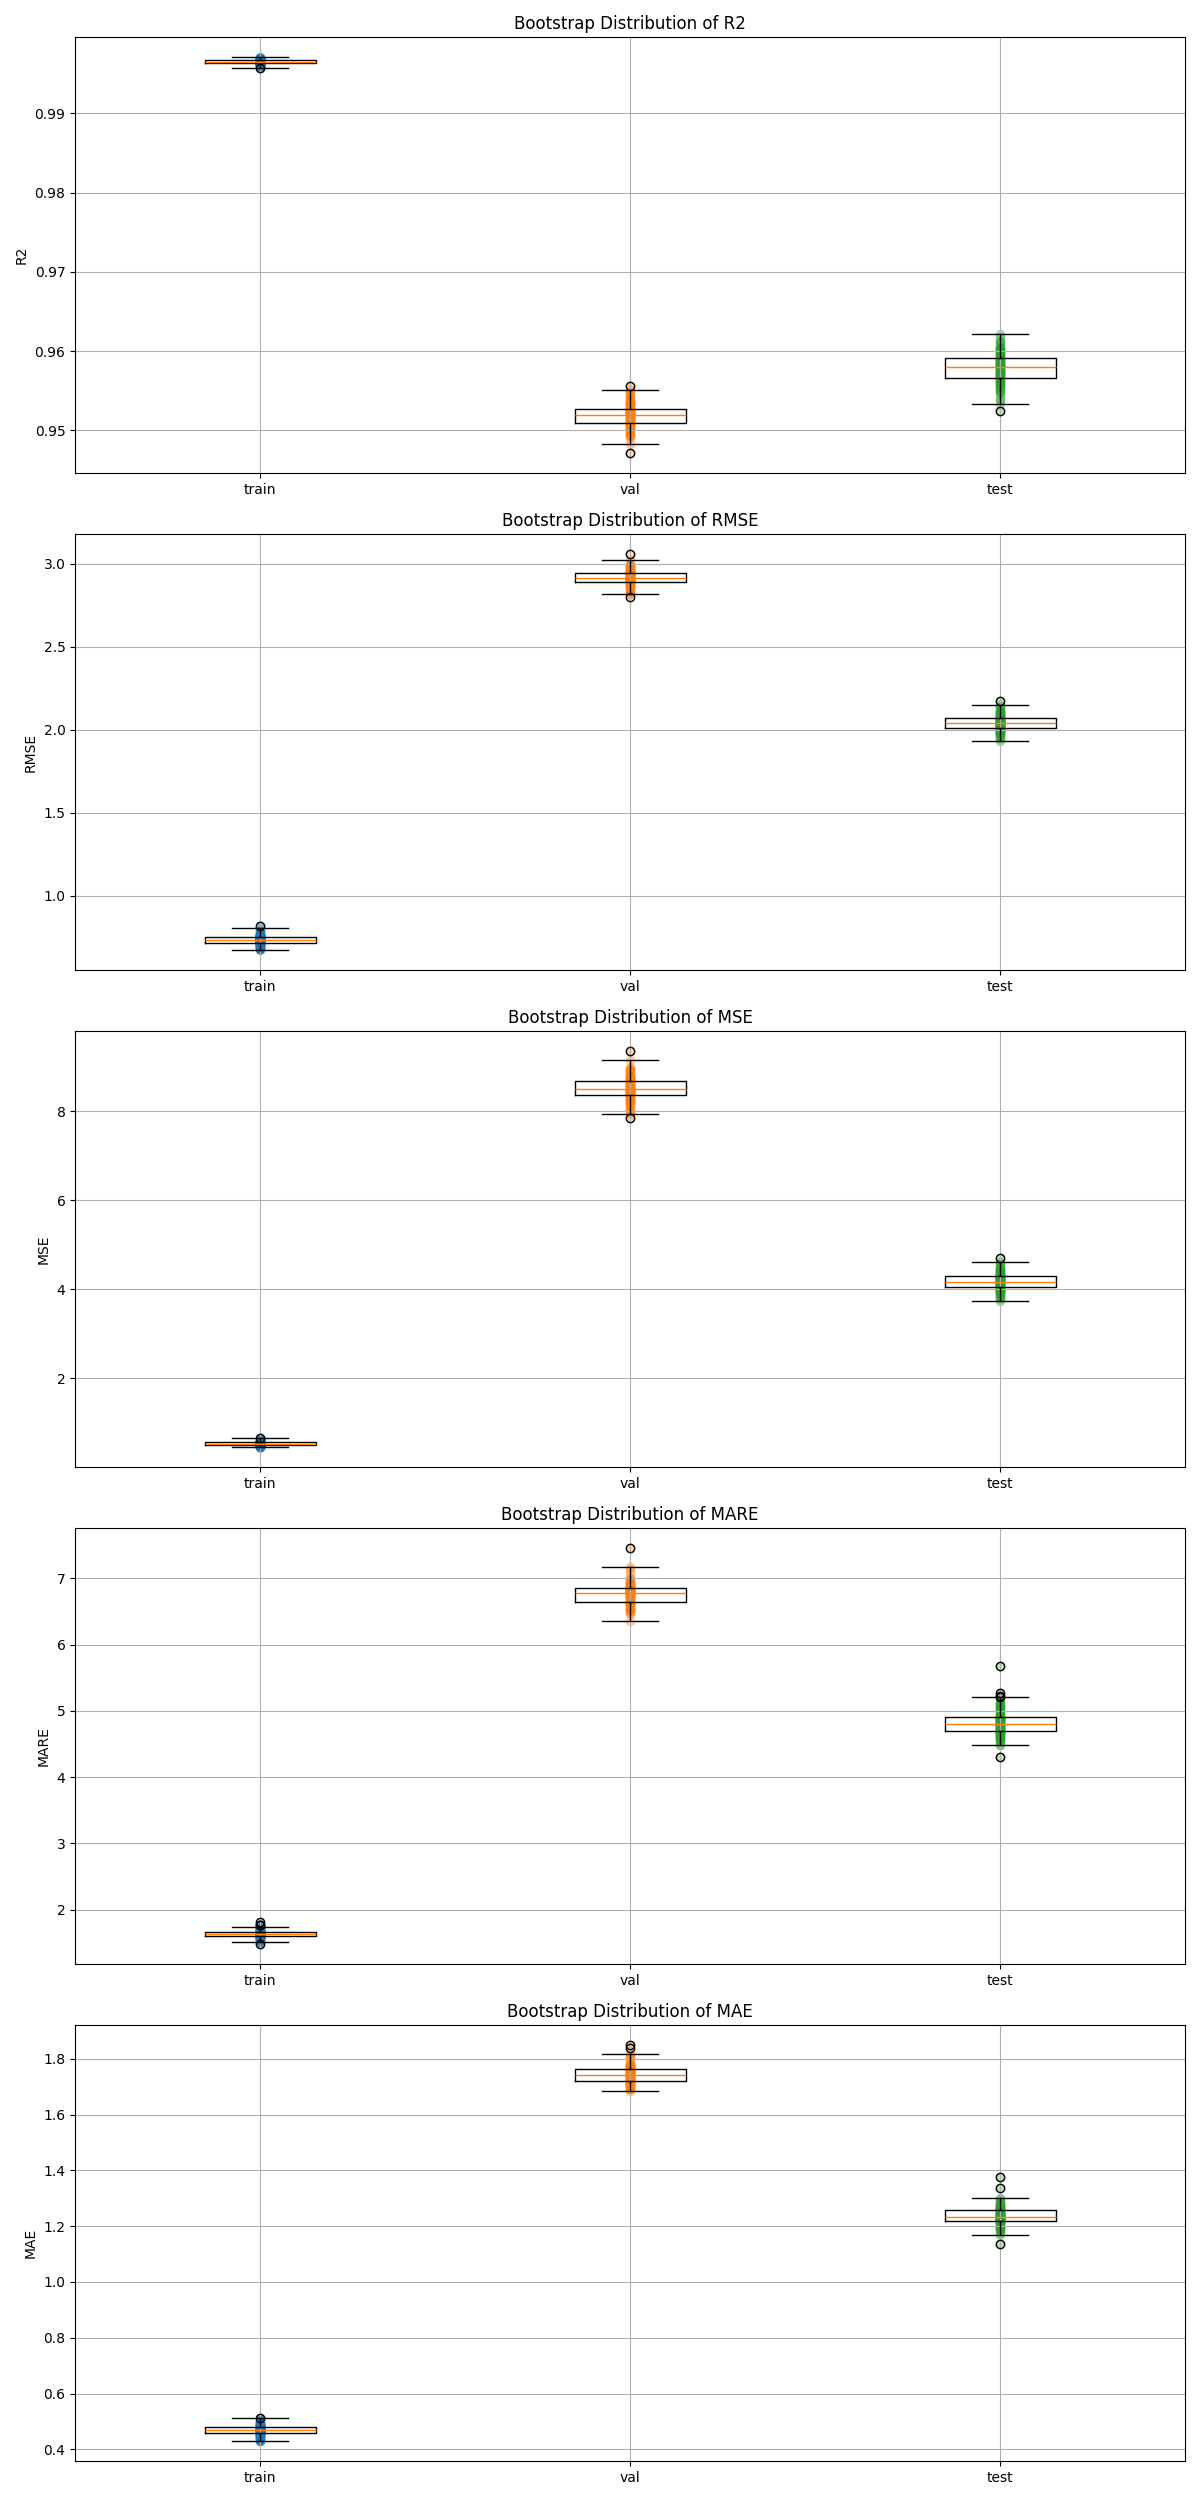 Bootstrap Distribution of R2
R2
0.99
0.98
0.97
0.96
0.95
train val test
Bootstrap Distribution of RMSE
RMSE
3.0
2.5
2.0
1.5
1.0
train val test
Bootstrap Distribution of MSE
MSE
8
6
4
2
train val test
Bootstrap Distribution of MARE
MARE
7
6
5
4
3
2
train val test
Bootstrap Distribution of MAE
MAE
1.8
1.6
1.4
1.2
1.0
0.8
0.6
0.4
train val test